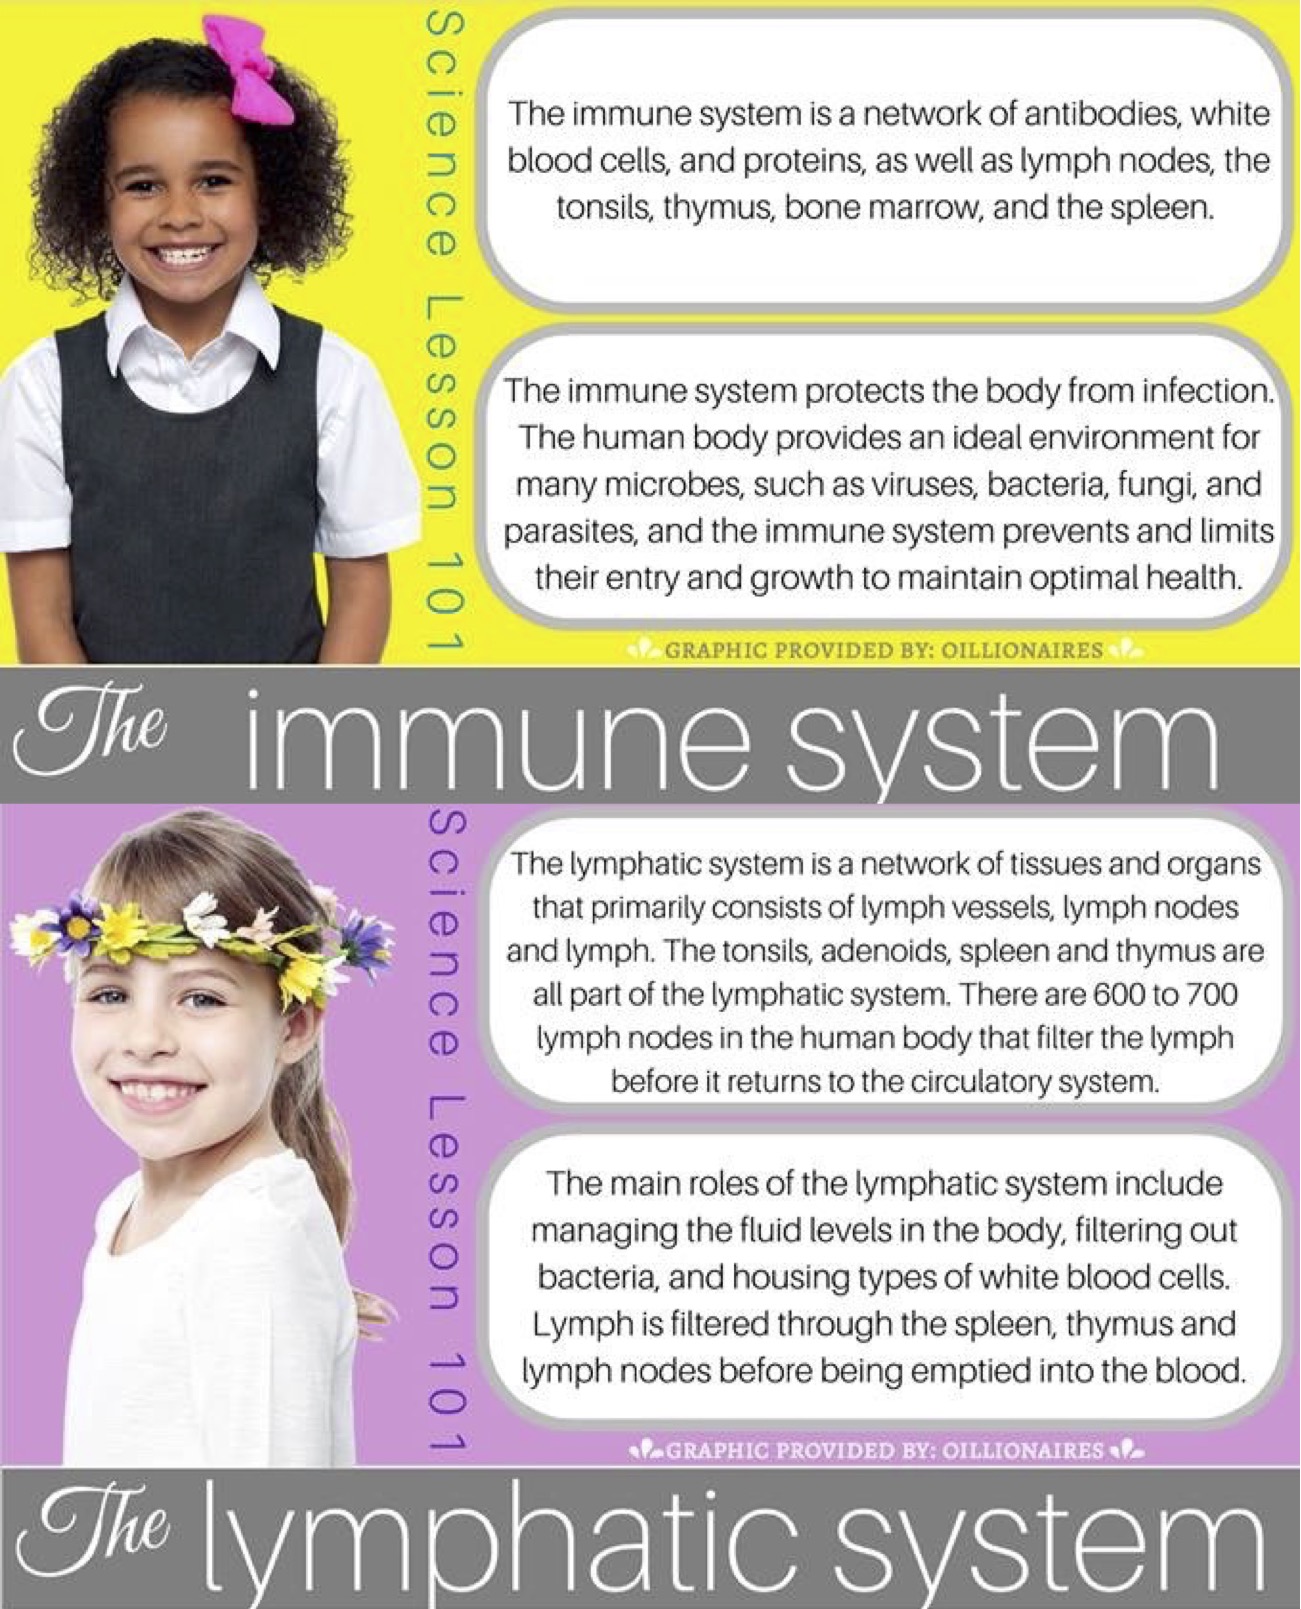 Science Lesson 101
The immune system is a network of antibodies, white
blood cells, and proteins, as well as lymph nodes, the
tonsils, thymus, bone marrow, and the spleen.
The immune system protects the body from infection.
The human body provides an ideal environment for
many microbes, such as viruses, bacteria, fungi, and
parasites, and the immune system prevents and limits
their entry and growth to maintain optimal health.
GRAPHIC PROVIDED BY: OILLIONAIRES
The immune system
Science Lesson 101
The lymphatic system is a network of tissues and organs
that primarily consists of lymph vessels, lymph nodes
and lymph. The tonsils, adenoids, spleen and thymus are
all part of the lymphatic system. There are 600 to 700
lymph nodes in the human body that filter the lymph
before it returns to the circulatory system.
The main roles of the lymphatic system include
managing the fluid levels in the body, filtering out
bacteria, and housing types of white blood cells.
Lymph is filtered through the spleen, thymus and
lymph nodes before being emptied into the blood.
GRAPHIC PROVIDED BY: OILLIONAIRES
The lymphatic system